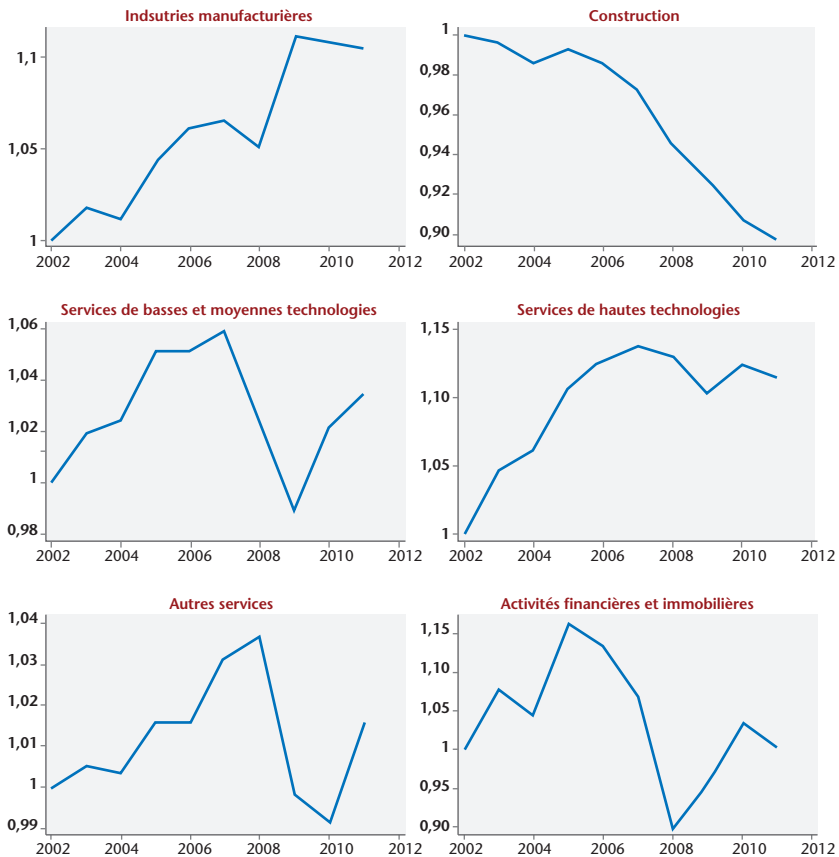 Indsutries manufacturières
1,1
1,05
1
2002 2004 2006 2008 2010 2012
Construction
1
0,98
0,96
0,94
0,92
0,90
2002 2004 2006 2008 2010 2012
Services de basses et moyennes technologies
1,06
1,04
1,02
1
0,98
2002 2004 2006 2008 2010 2012
Services de hautes technologies
1,15
1,10
1,05
1
2002 2004 2006 2008 2010 2012
Autres services
1,04
1,03
1,02
1,01
1
0,99
2002 2004 2006 2008 2010 2012
Activités financières et immobilières
1,15
1,10
1,05
1
0,95
0,90
2002 2004 2006 2008 2010 2012